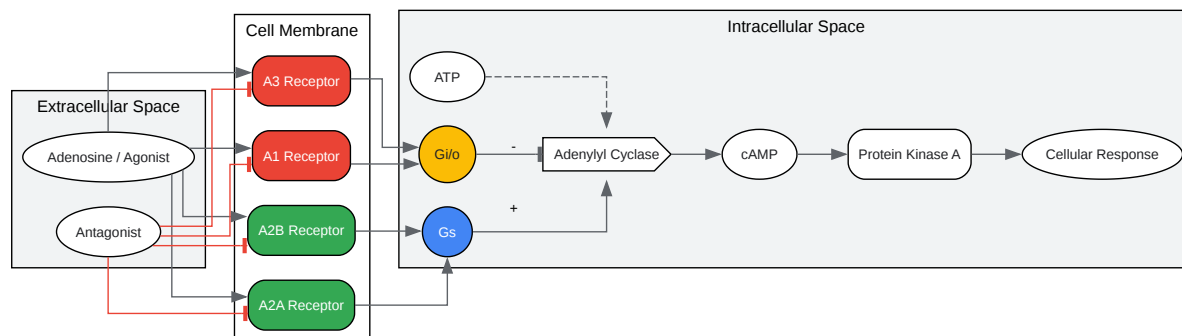 Extracellular Space
Adenosine / Agonist
Antagonist
Cell Membrane
A3 Receptor
A1 Receptor
A2B Receptor
A2A Receptor
Intracellular Space
ATP
Gi/o
-
Adenylyl Cyclase
cAMP
Protein Kinase A
Cellular Response
+
Gs